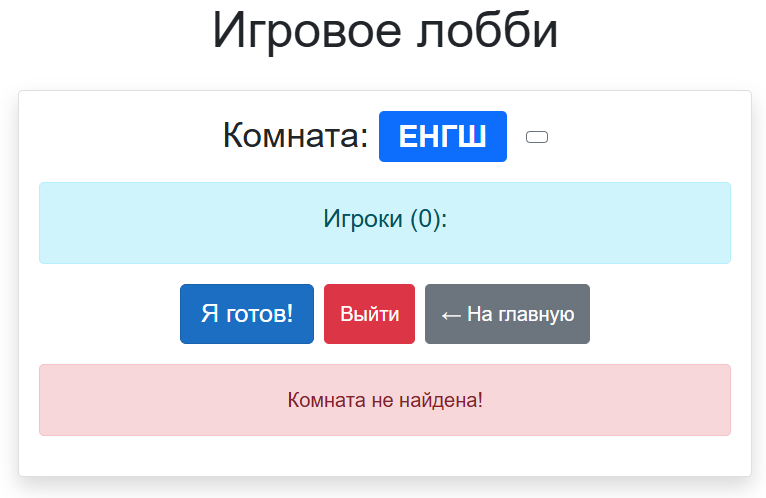 Игровое лобби
Комната: ЕНГШ
Игроки (0):
Я готов! Выйти ← На главную
Комната не найдена!